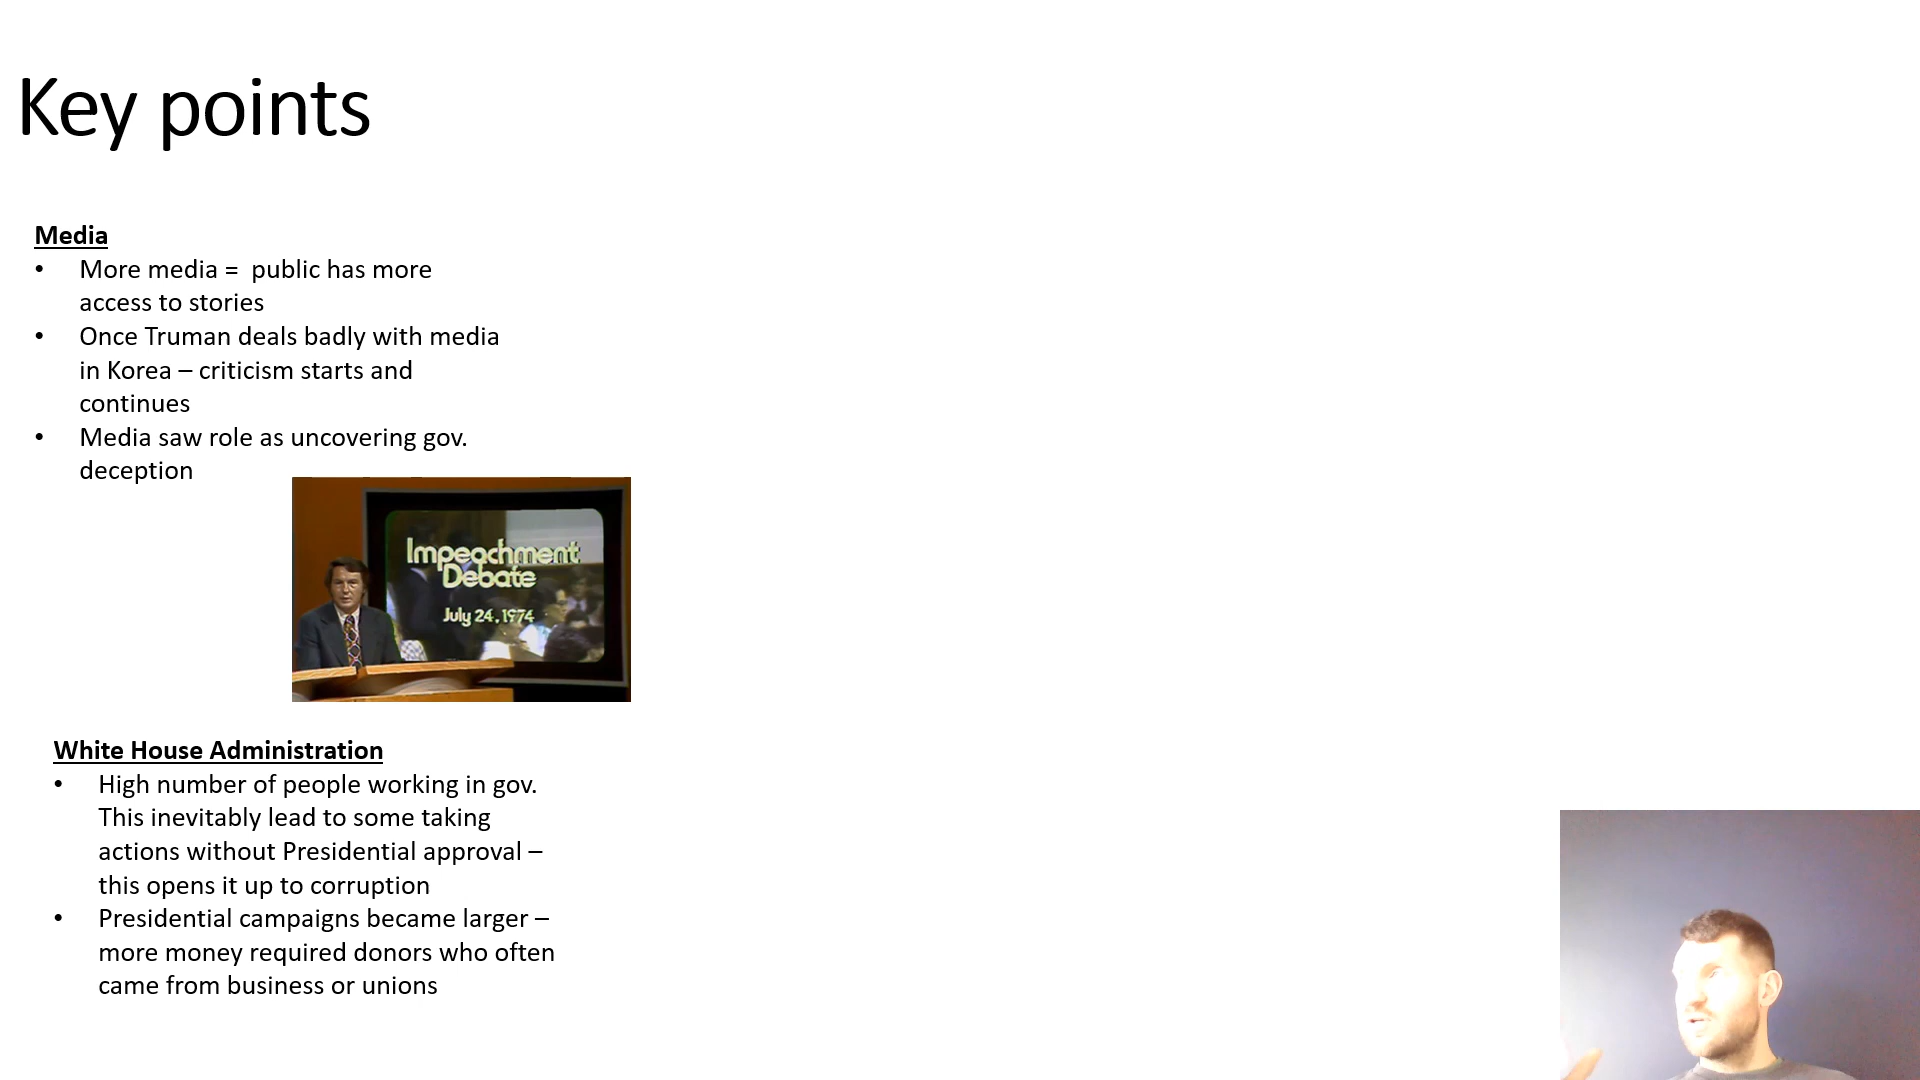 Key points
Media
• More media =  public has more
access to stories
• Once Truman deals badly with media
in Korea – criticism starts and
continues
• Media saw role as uncovering gov.
deception
Impeachment
Debate
July 24, 1974
White House Administration
• High number of people working in gov.
This inevitably lead to some taking
actions without Presidential approval –
this opens it up to corruption
• Presidential campaigns became larger –
more money required donors who often
came from business or unions